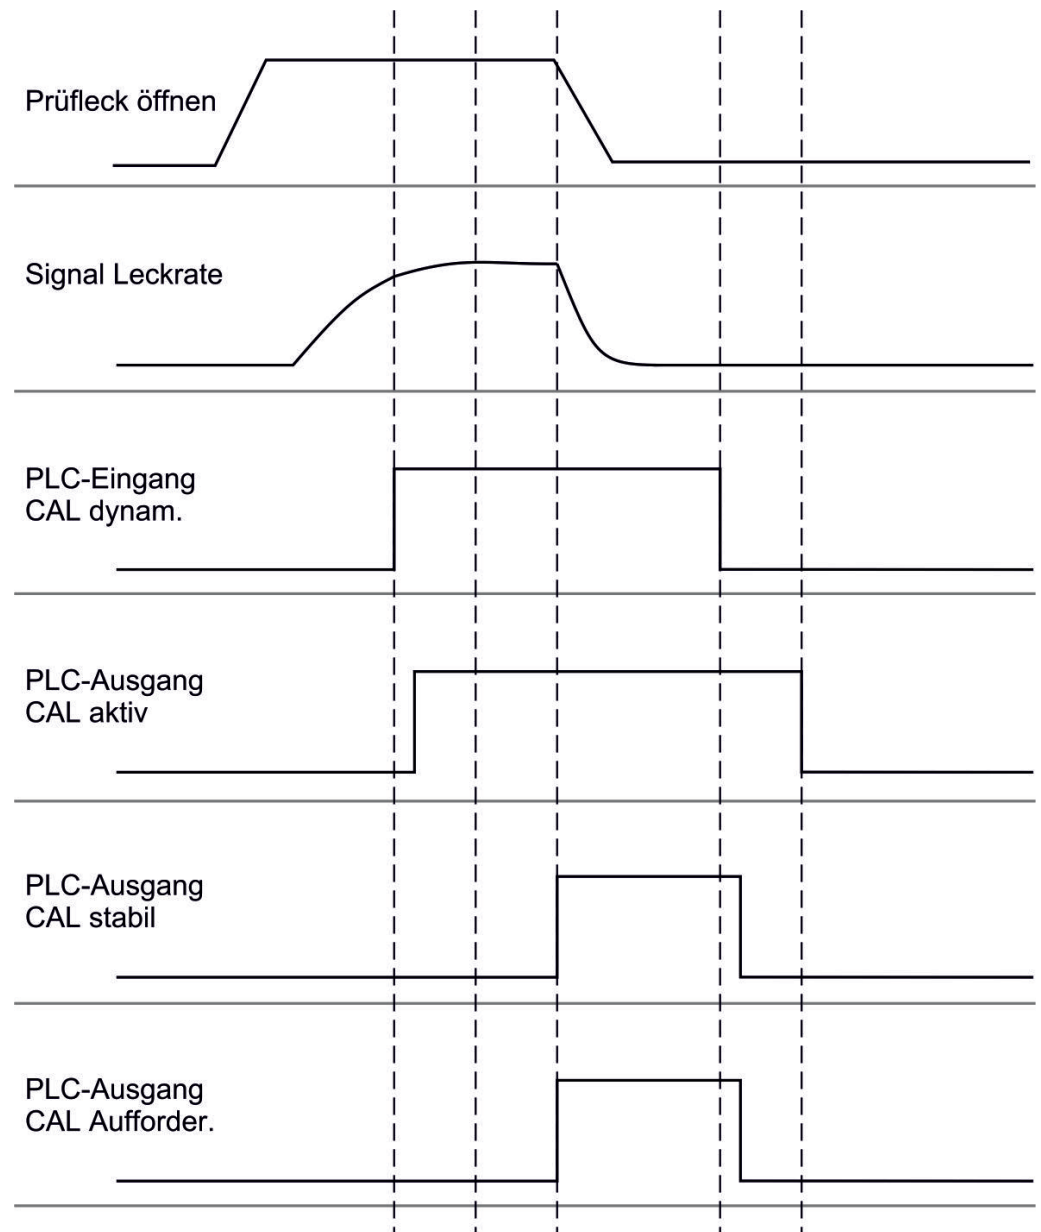 Prüfleck öffnen
Signal Leckrate
PLC-Eingang
CAL dynam.
PLC-Ausgang
CAL aktiv
PLC-Ausgang
CAL stabil
PLC-Ausgang
CAL Aufforder.